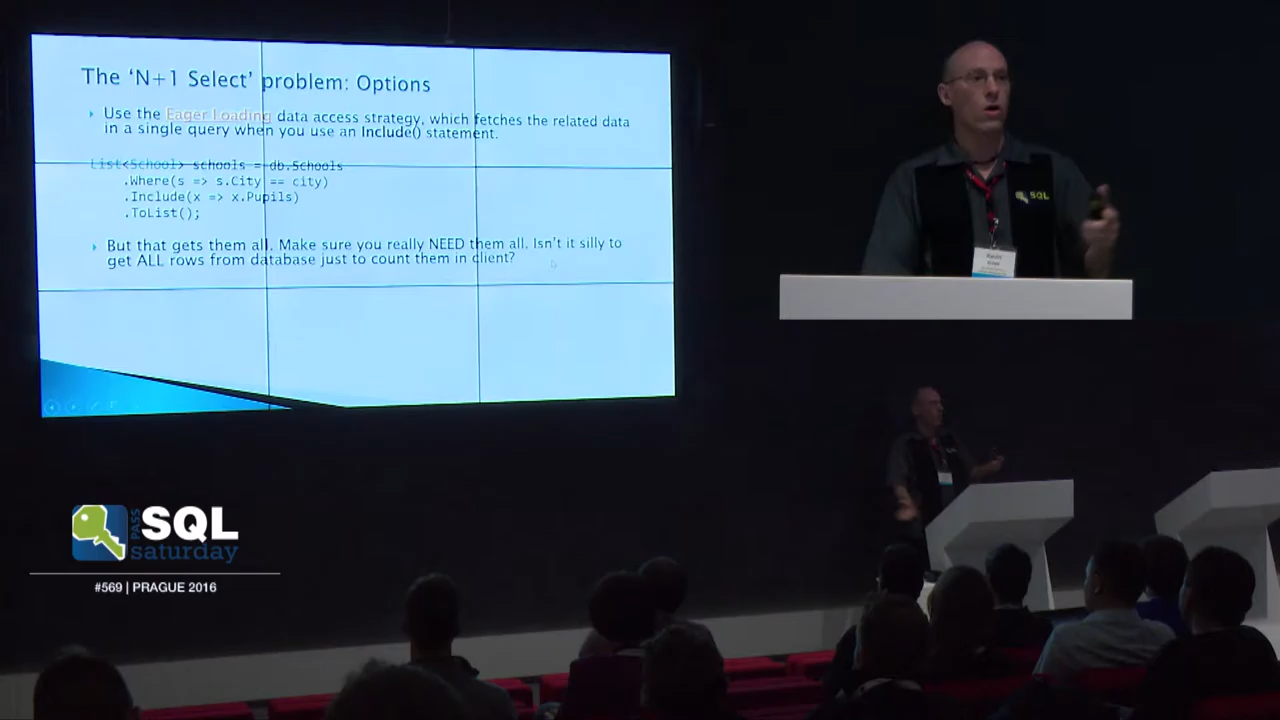 The ‘N+1 Select’ problem: Options
Use the Eager Loading data access strategy, which fetches the related data
in a single query when you use an Include() statement.
List<School> schools = db.Schools
.Where(s => s.City == city)
.Include(x => x.Pupils)
.ToList();
But that gets them all. Make sure you really NEED them all. Isn’t it silly to
get ALL rows from database just to count them in client?
SQL
PASS
SQL
saturday
#569 | PRAGUE 2016